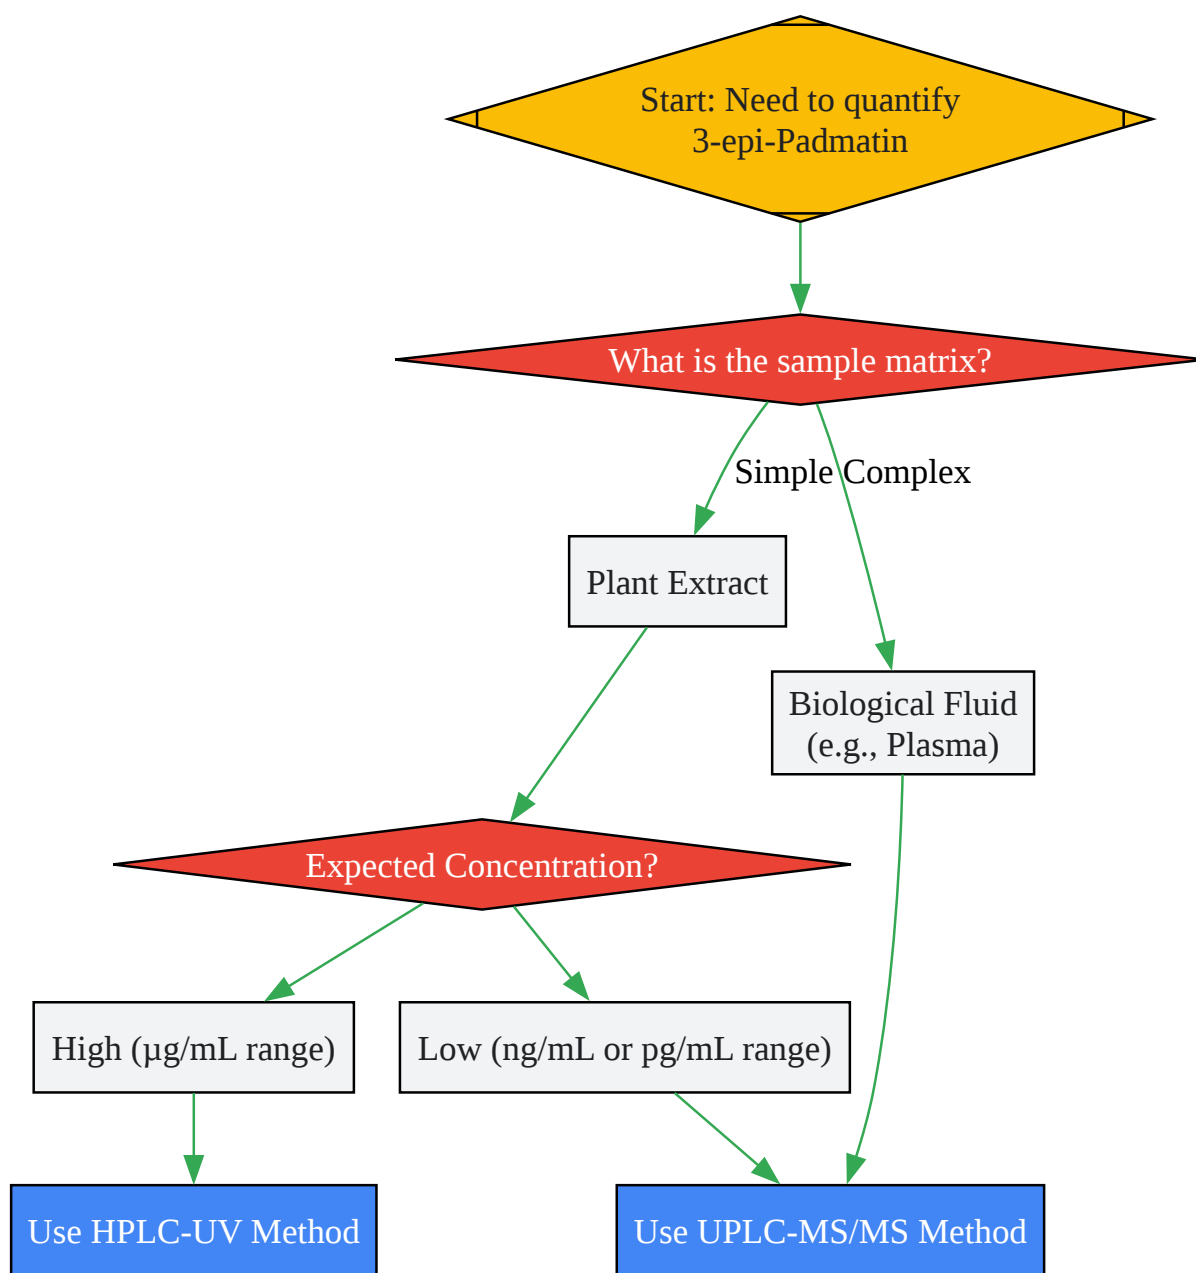 Start: Need to quantify
3-epi-Padmatin
What is the sample matrix?
Simple
Complex
Plant Extract
Biological Fluid
(e.g., Plasma)
Expected Concentration?
High (µg/mL range)
Low (ng/mL or pg/mL range)
Use HPLC-UV Method
Use UPLC-MS/MS Method